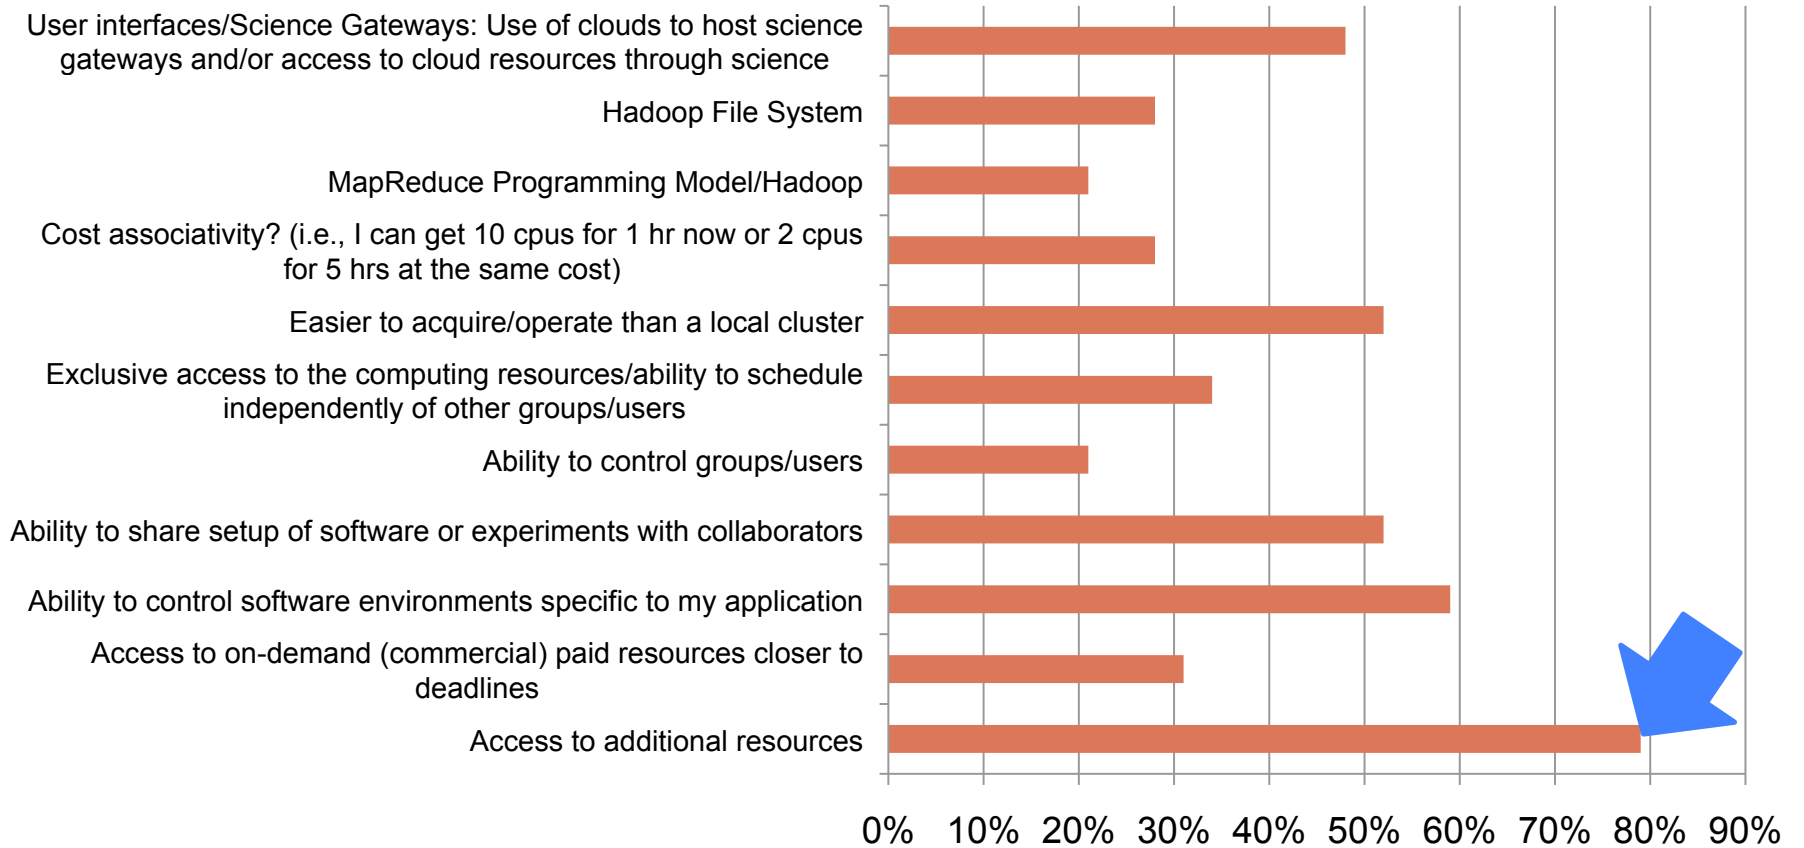 User interfaces/Science Gateways: Use of clouds to host science
gateways and/or access to cloud resources through science
Hadoop File System
MapReduce Programming Model/Hadoop
Cost associativity? (i.e., I can get 10 cpus for 1 hr now or 2 cpus
for 5 hrs at the same cost)
Easier to acquire/operate than a local cluster
Exclusive access to the computing resources/ability to schedule
independently of other groups/users
Ability to control groups/users
Ability to share setup of software or experiments with collaborators
Ability to control software environments specific to my application
Access to on-demand (commercial) paid resources closer to
deadlines
Access to additional resources
0% 10% 20% 30% 40% 50% 60% 70% 80% 90%